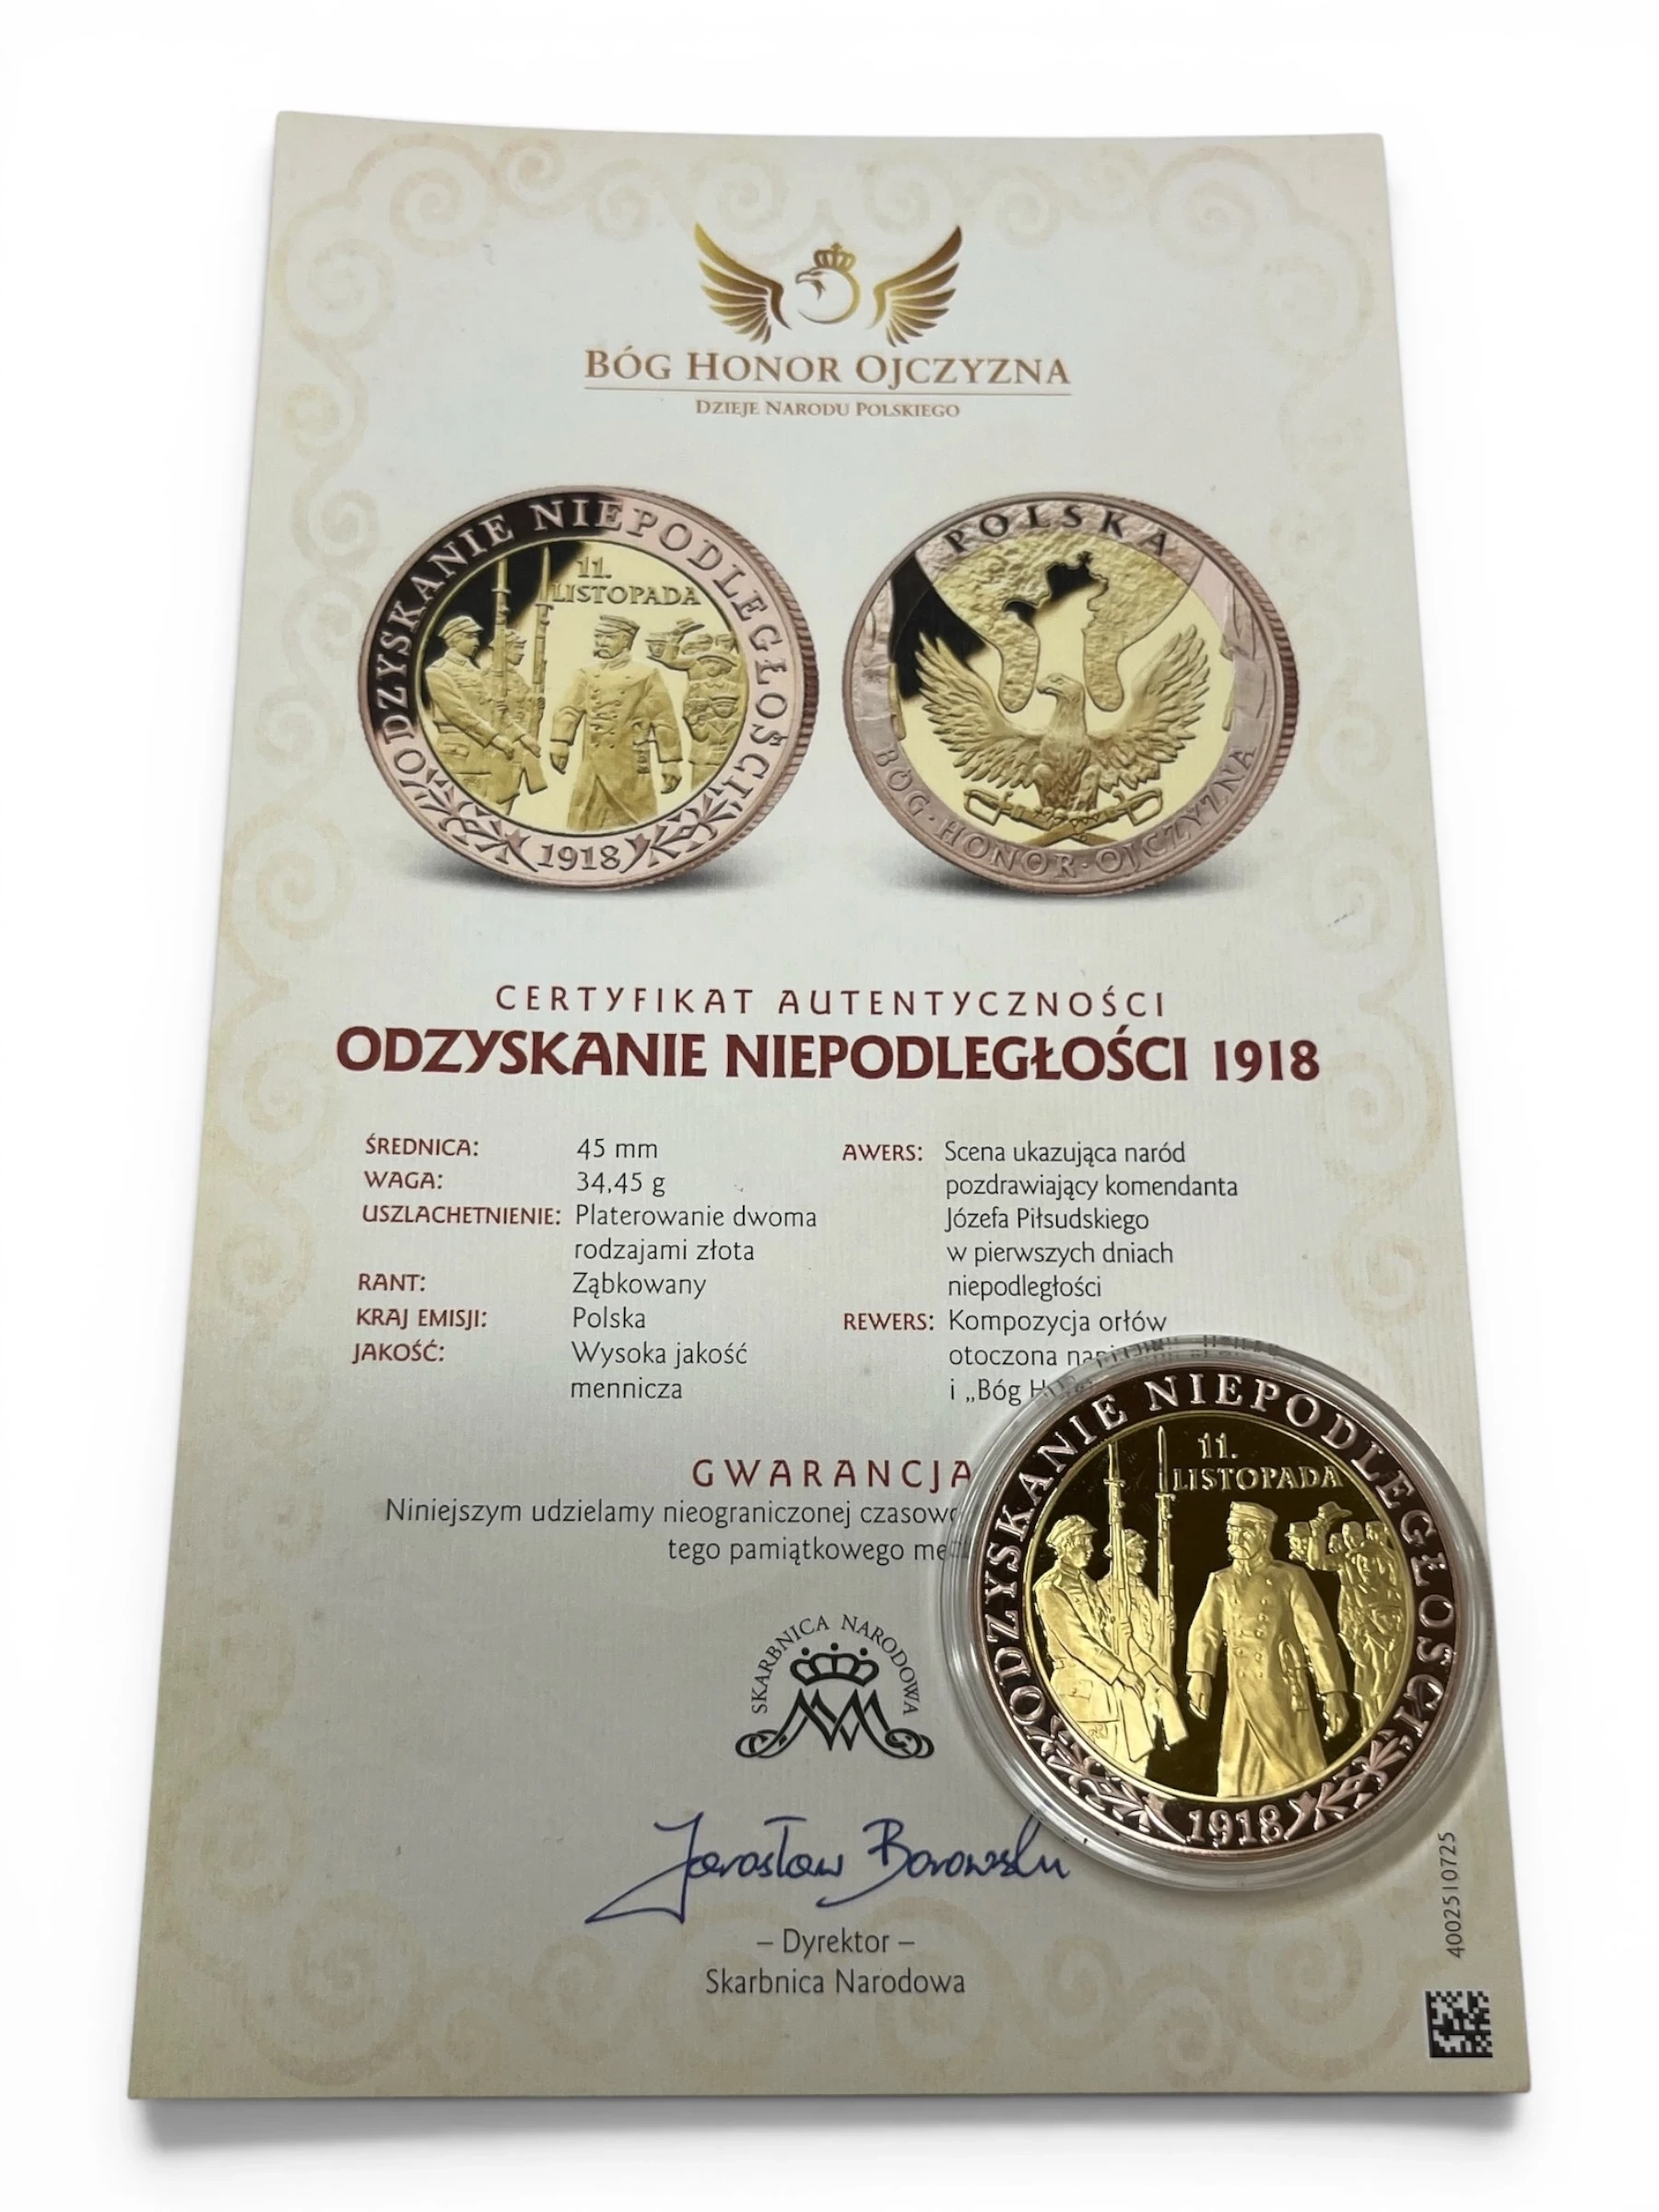 BÓG HONOR OJCZYZNA
DZIEJE NARODU POLSKIEGO
ODZYSKANIE NIEPODLEGŁOŚCI
11.
LISTOPADA
1918
POLSKA
BÓG · HONOR · OJCZYZNA
CERTYFIKAT AUTENTYCZNOŚCI
ODZYSKANIE NIEPODLEGŁOŚCI 1918
ŚREDNICA: 45 mm
WAGA: 34,45 g
USZLACHETNIENIE: Platerowanie dwoma
rodzajami złota
RANT: Ząbkowany
KRAJ EMISJI: Polska
JAKOŚĆ: Wysoka jakość
mennicza
AWERS: Scena ukazująca naród
pozdrawiający komendanta
Józefa Piłsudskiego
w pierwszych dniach
niepodległości
REWERS: Kompozycja orłów
otoczona
i „Bóg
GWARANCJA
Niniejszym udzielamy nieograniczonej
tego pamiątkowego
SKARBNICA NARODOWA
Jarosław Borowski
– Dyrektor –
Skarbnica Narodowa
ODZYSKANIE NIEPODLEGŁOŚCI
11.
LISTOPADA
1918
4002510725